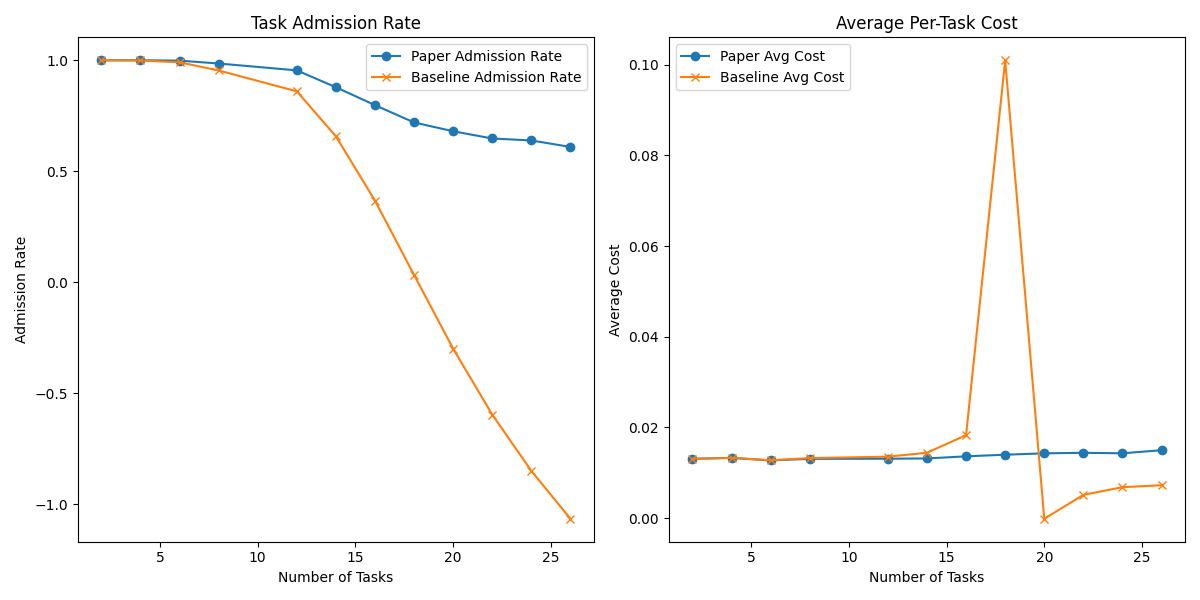 Task Admission Rate
Paper Admission Rate
Baseline Admission Rate
1.0
0.5
0.0
−0.5
−1.0
Admission Rate
5
10
15
20
25
Number of Tasks
Average Per-Task Cost
Paper Avg Cost
Baseline Avg Cost
0.10
0.08
0.06
0.04
0.02
0.00
Average Cost
5
10
15
20
25
Number of Tasks